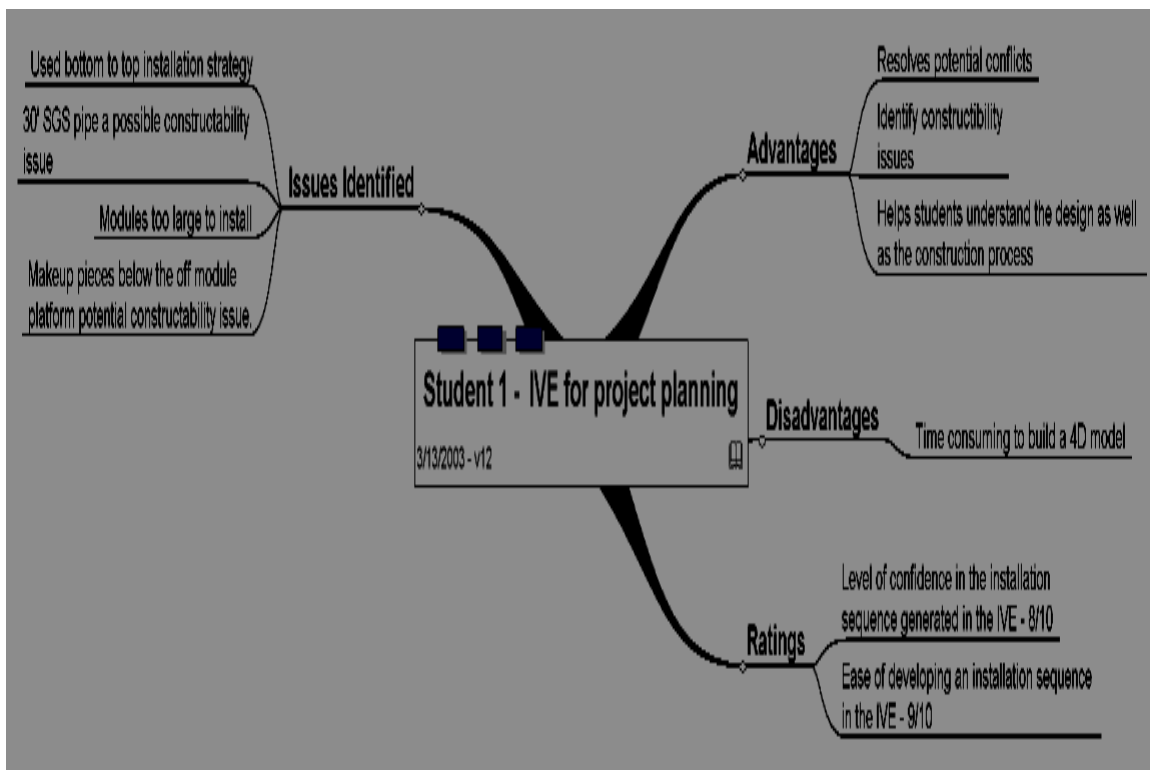 Student 1 - IVE for project planning
3/13/2003 - v12
Issues Identified
Used bottom to top installation strategy
30' SGS pipe a possible constructability
issue
Modules too large to install
Makeup pieces below the off module
platform potential constructability issue.
Advantages
Resolves potential conflicts
Identify constructibility
issues
Helps students understand the design as well
as the construction process
Disadvantages
Time consuming to build a 4D model
Ratings
Level of confidence in the installation
sequence generated in the IVE - 8/10
Ease of developing an installation sequence
in the IVE - 9/10